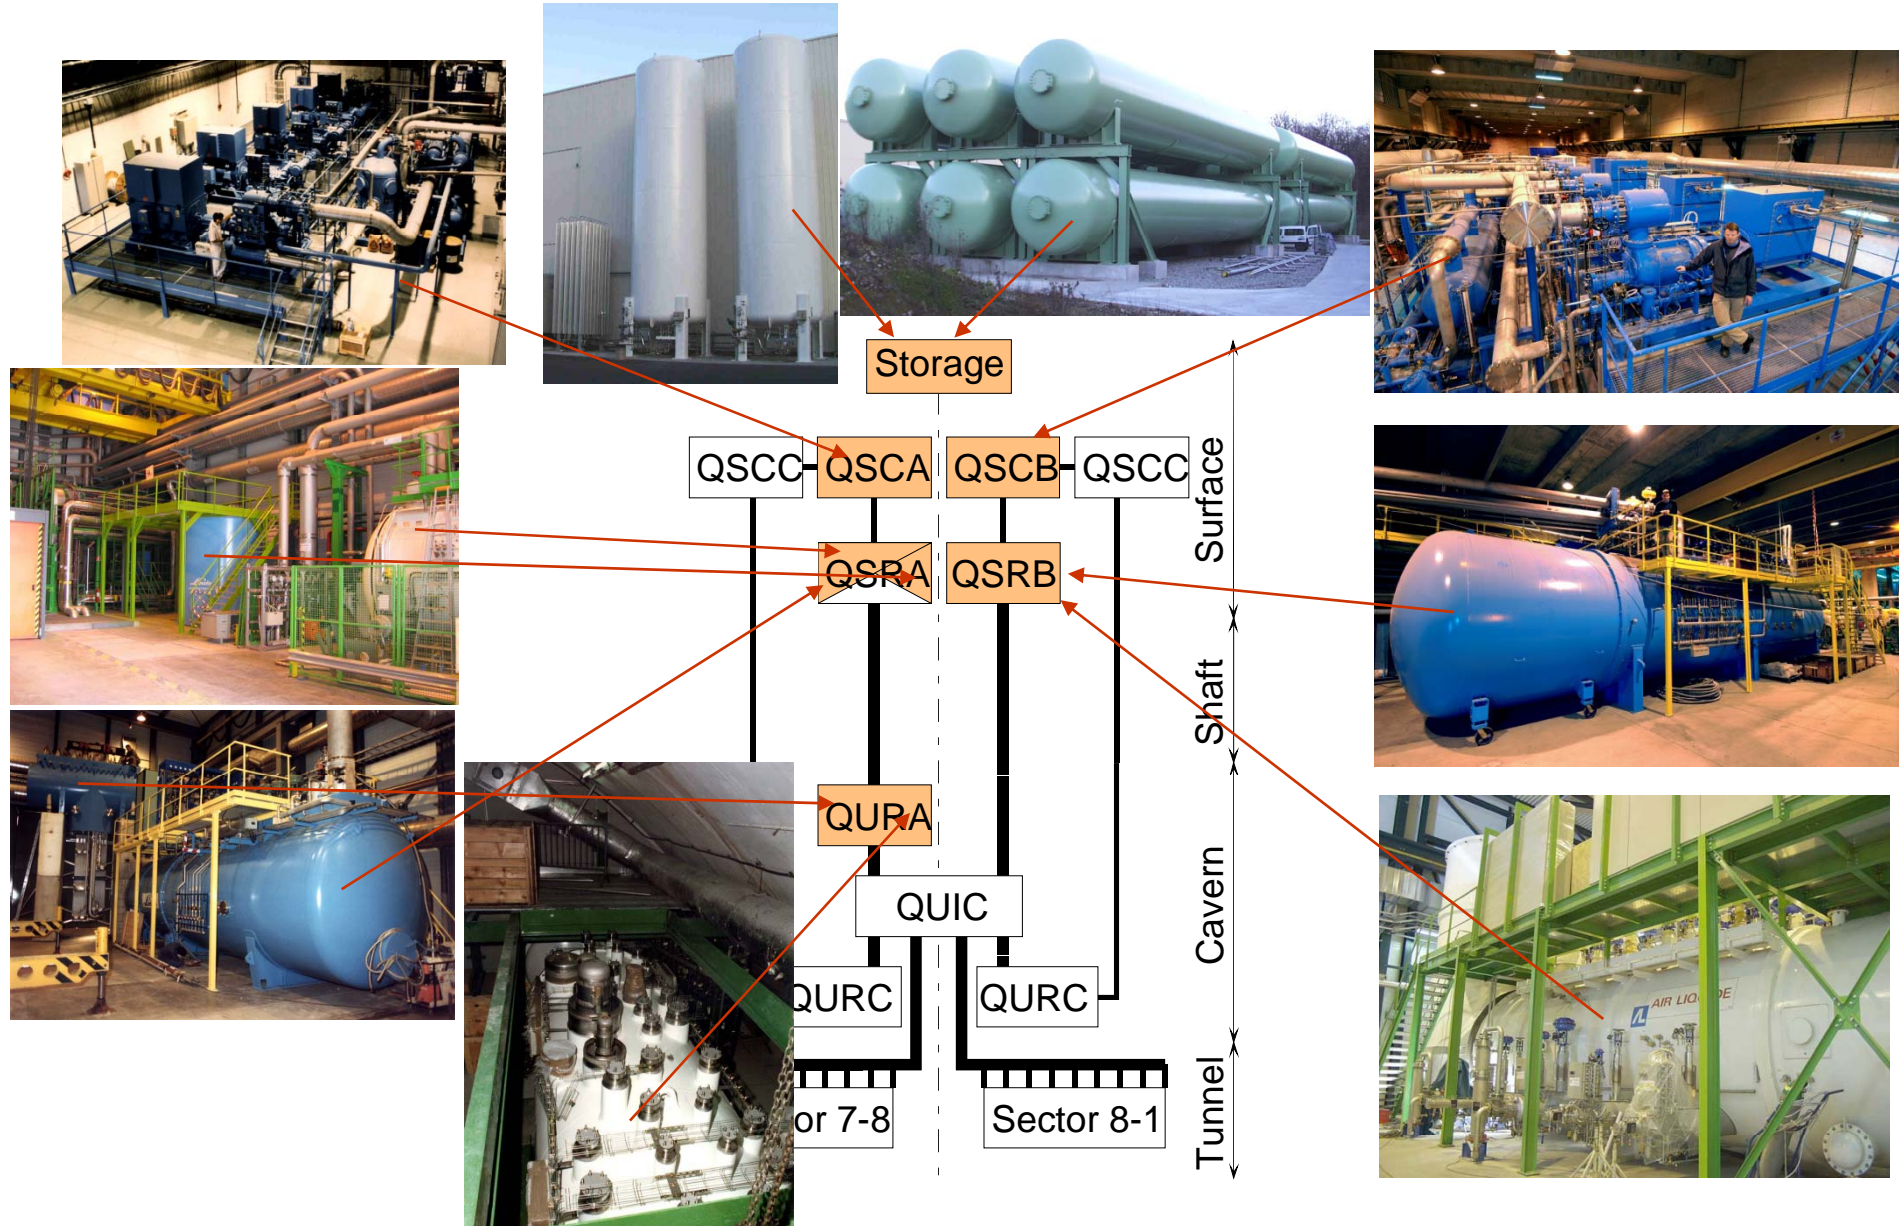 Storage
QSCC
QSCA
QSCB
QSCC
QSRA
QSRB
QURA
QUIC
QURC
QURC
or 7-8
Sector 8-1
Surface
Shaft
Cavern
Tunnel
AIR LIQUIDE